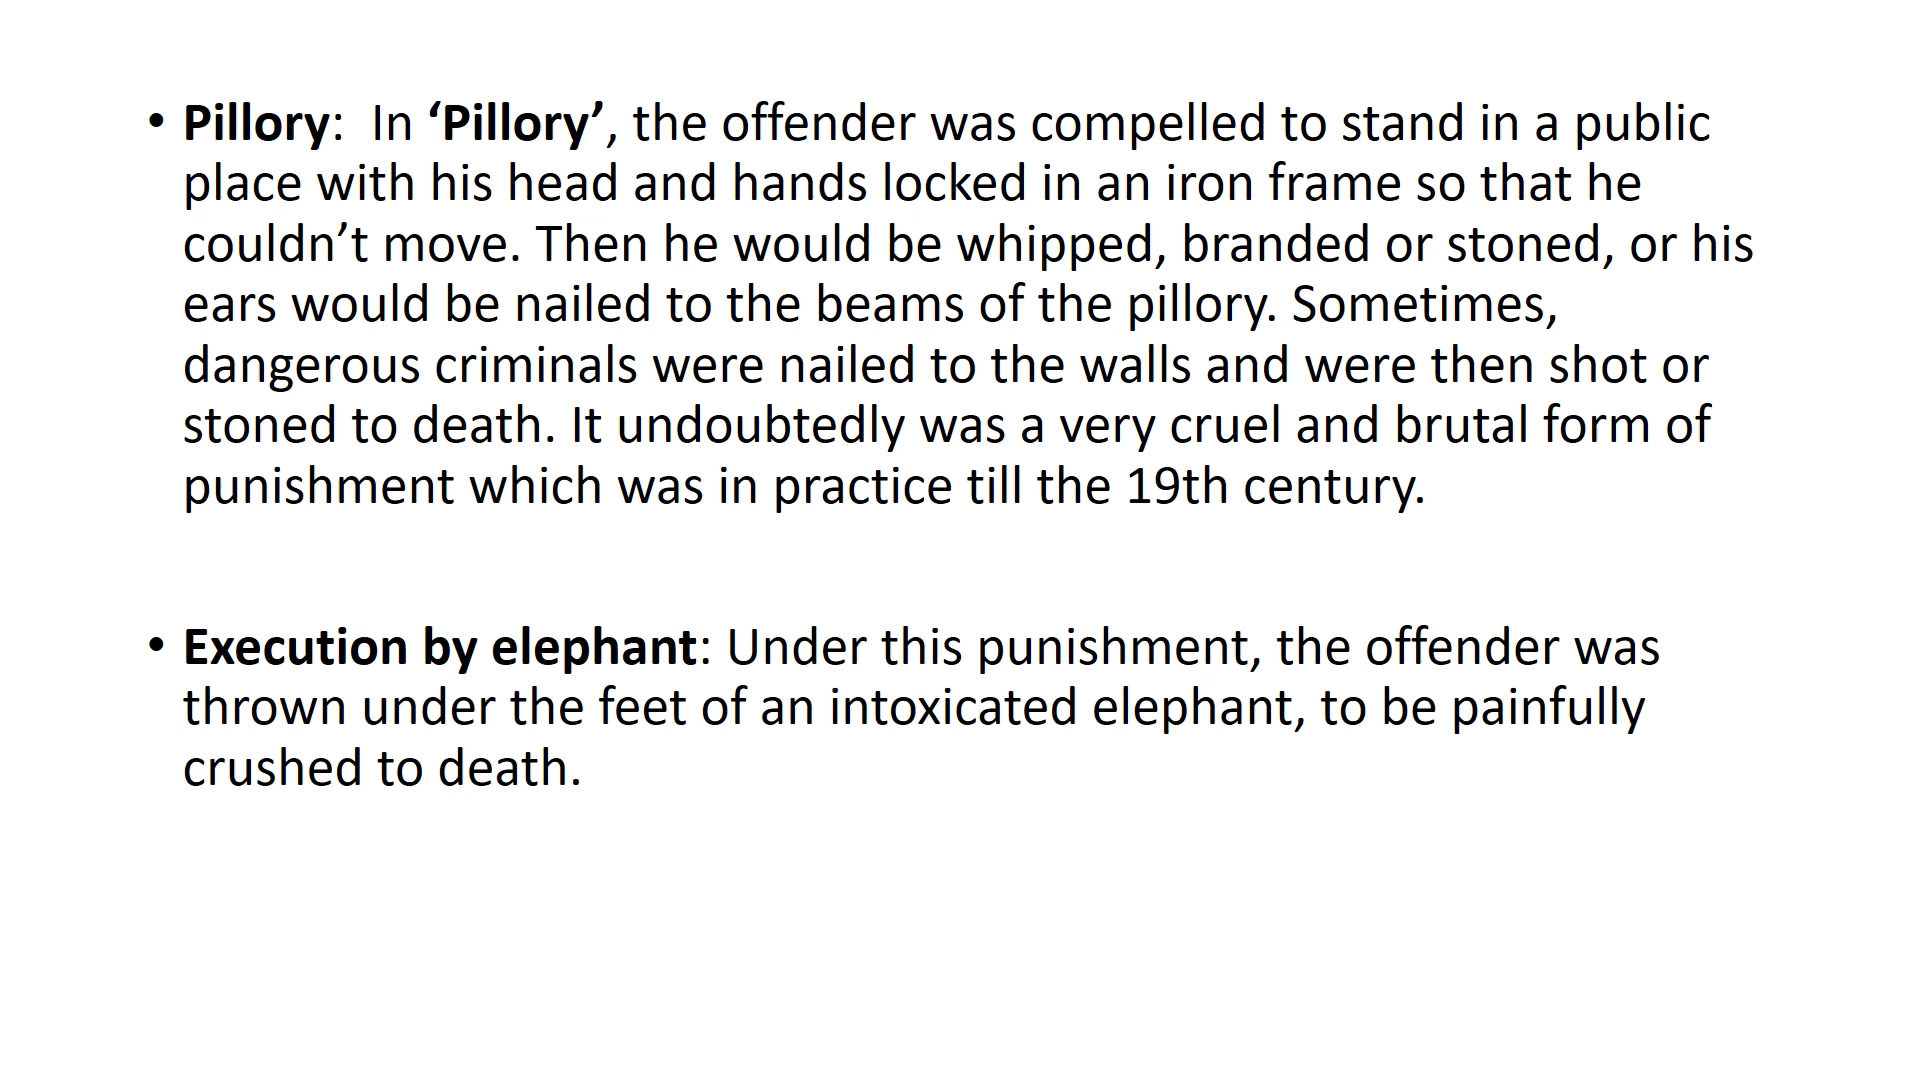 • Pillory:  In ‘Pillory’, the offender was compelled to stand in a public
place with his head and hands locked in an iron frame so that he
couldn’t move. Then he would be whipped, branded or stoned, or his
ears would be nailed to the beams of the pillory. Sometimes,
dangerous criminals were nailed to the walls and were then shot or
stoned to death. It undoubtedly was a very cruel and brutal form of
punishment which was in practice till the 19th century.
• Execution by elephant: Under this punishment, the offender was
thrown under the feet of an intoxicated elephant, to be painfully
crushed to death.